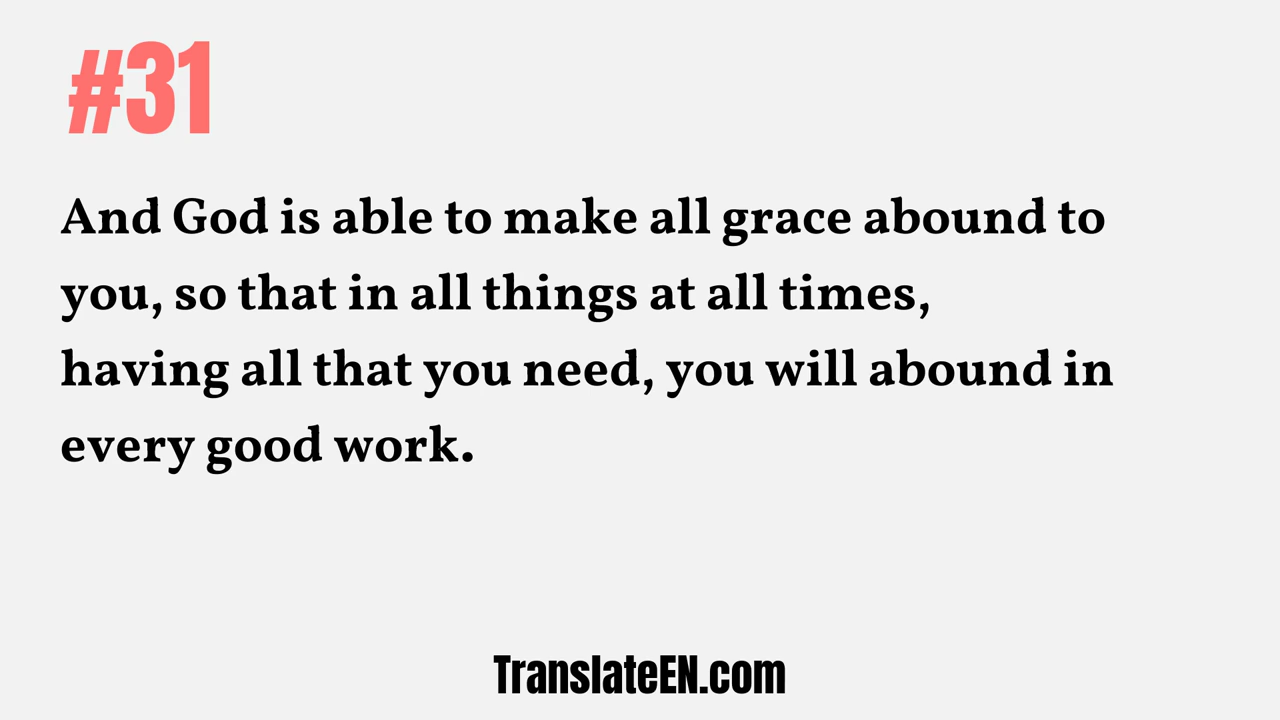 #31
And God is able to make all grace abound to
you, so that in all things at all times,
having all that you need, you will abound in
every good work.
TranslateEN.com